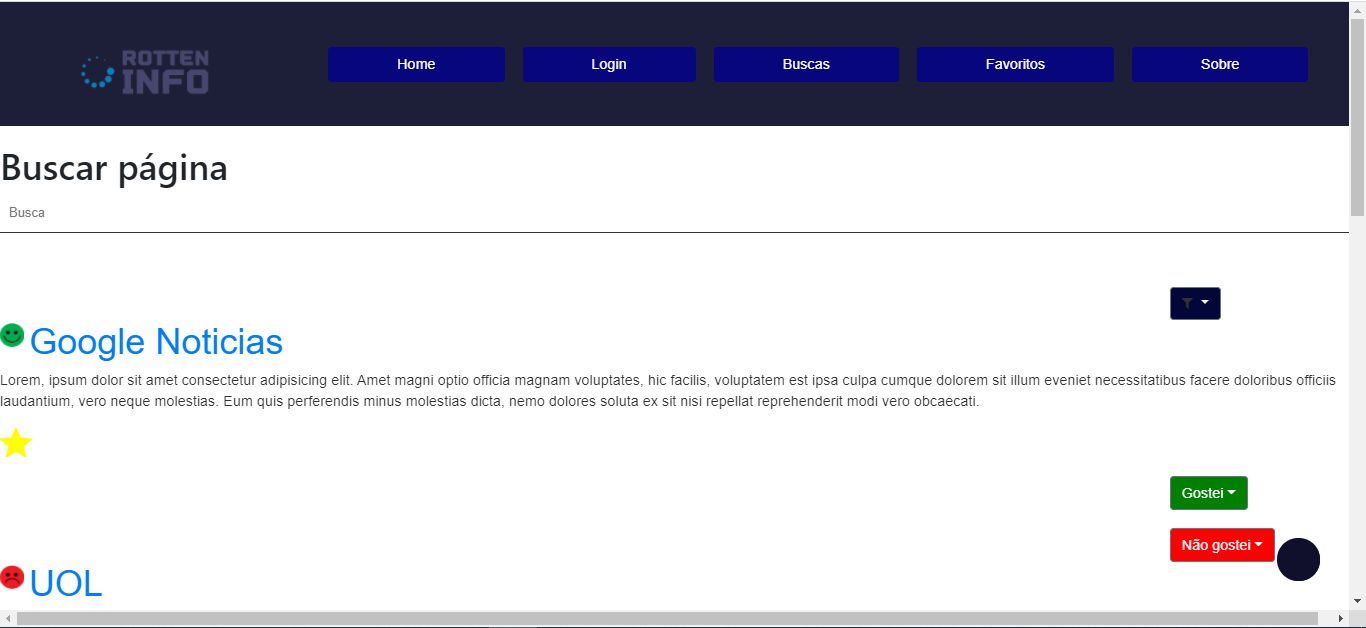 ROTTEN
INFO
Home
Login
Buscas
Favoritos
Sobre
Buscar página
Busca
Google Noticias
Lorem, ipsum dolor sit amet consectetur adipisicing elit. Amet magni optio officia magnam voluptates, hic facilis, voluptatem est ipsa culpa cumque dolorem sit illum eveniet necessitatibus facere doloribus officiis
laudantium, vero neque molestias. Eum quis perferendis minus molestias dicta, nemo dolores soluta ex sit nisi repellat reprehenderit modi vero obcaecati.
Gostei
Não gostei
UOL